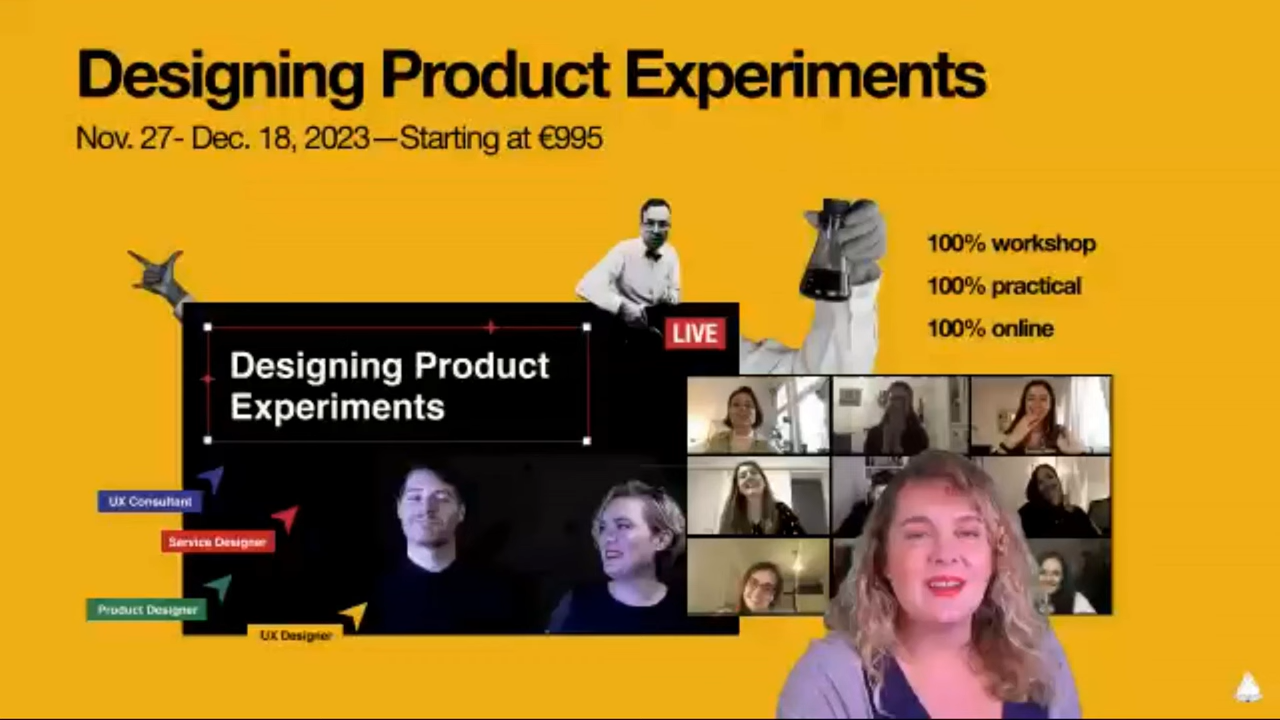 Designing Product Experiments
Nov. 27- Dec. 18, 2023—Starting at €995
100% workshop
100% practical
100% online
LIVE
Designing Product
Experiments
UX Consultant
Service Designer
Product Designer
UX Designer